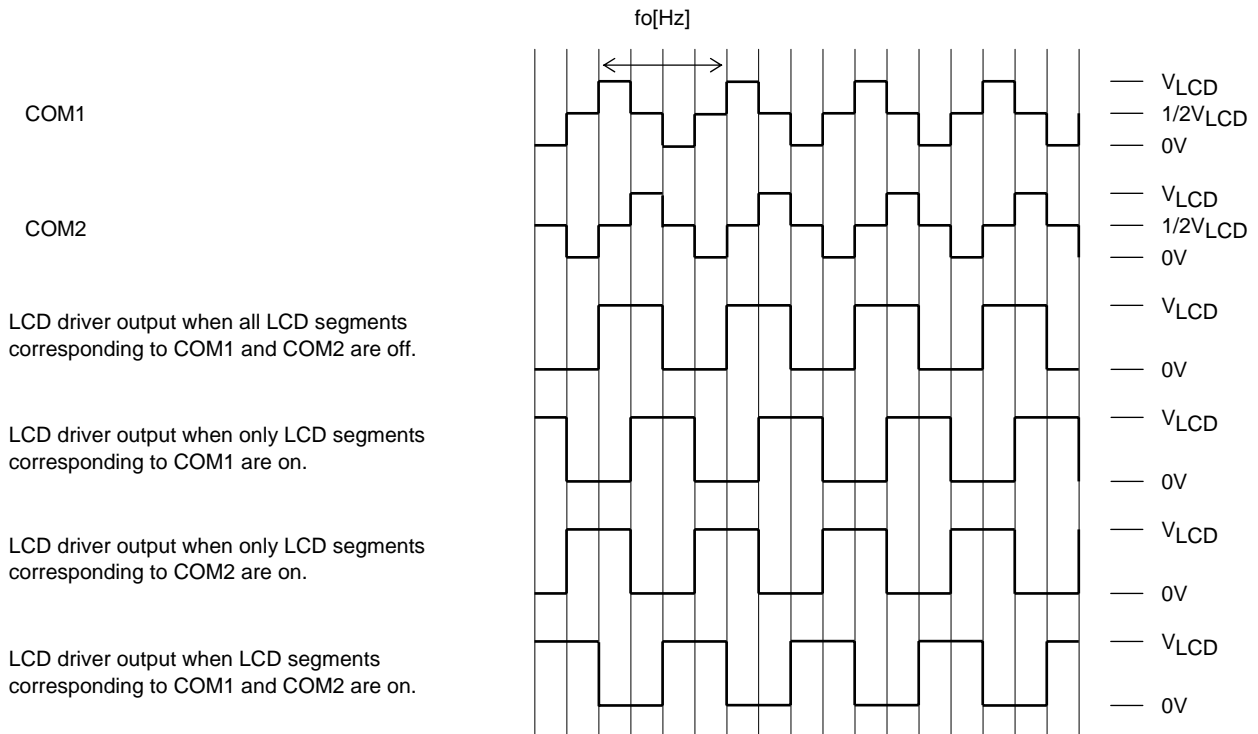 fo[Hz]
COM1
VLCD
1/2VLCD
0V
COM2
VLCD
1/2VLCD
0V
LCD driver output when all LCD segments
corresponding to COM1 and COM2 are off.
VLCD
0V
LCD driver output when only LCD segments
corresponding to COM1 are on.
VLCD
0V
LCD driver output when only LCD segments
corresponding to COM2 are on.
VLCD
0V
LCD driver output when LCD segments
corresponding to COM1 and COM2 are on.
VLCD
0V